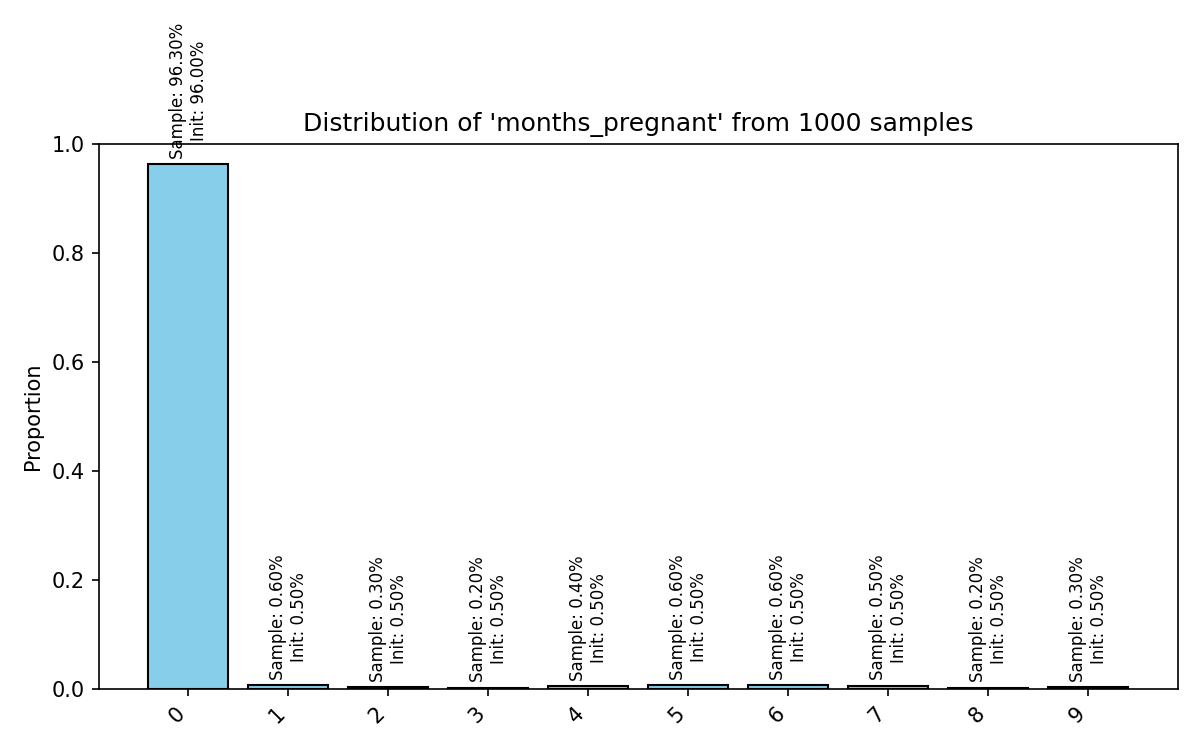 Distribution of 'months_pregnant' from 1000 samples
Proportion
1.0
0.8
0.6
0.4
0.2
0.0
Sample: 96.30%
Init: 96.00%
Sample: 0.60%
Init: 0.50%
Sample: 0.30%
Init: 0.50%
Sample: 0.20%
Init: 0.50%
Sample: 0.40%
Init: 0.50%
Sample: 0.60%
Init: 0.50%
Sample: 0.60%
Init: 0.50%
Sample: 0.50%
Init: 0.50%
Sample: 0.20%
Init: 0.50%
Sample: 0.30%
Init: 0.50%
0
1
2
3
4
5
6
7
8
9